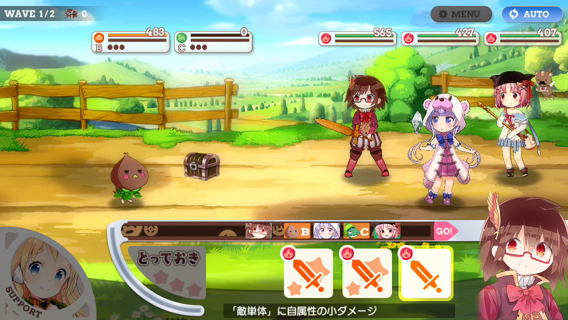 WAVE 1/2 0
MENU
AUTO
483
B
0
C
565
427
407
B
C
GO!
とっておき
SUPPORT
「敵単体」に自属性の小ダメージ